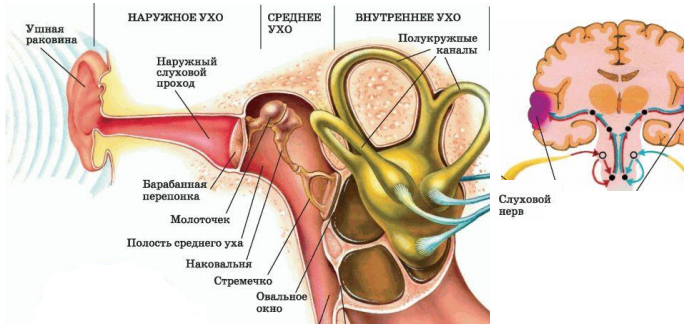 НАРУЖНОЕ УХО
СРЕДНЕЕ
УХО
ВНУТРЕННЕЕ УХО
Ушная
раковина
Наружный
слуховой
проход
Полукружные
каналы
Барабанная
перепонка
Молоточек
Полость среднего уха
Наковальня
Стремечко
Овальное
окно
Слуховой
нерв